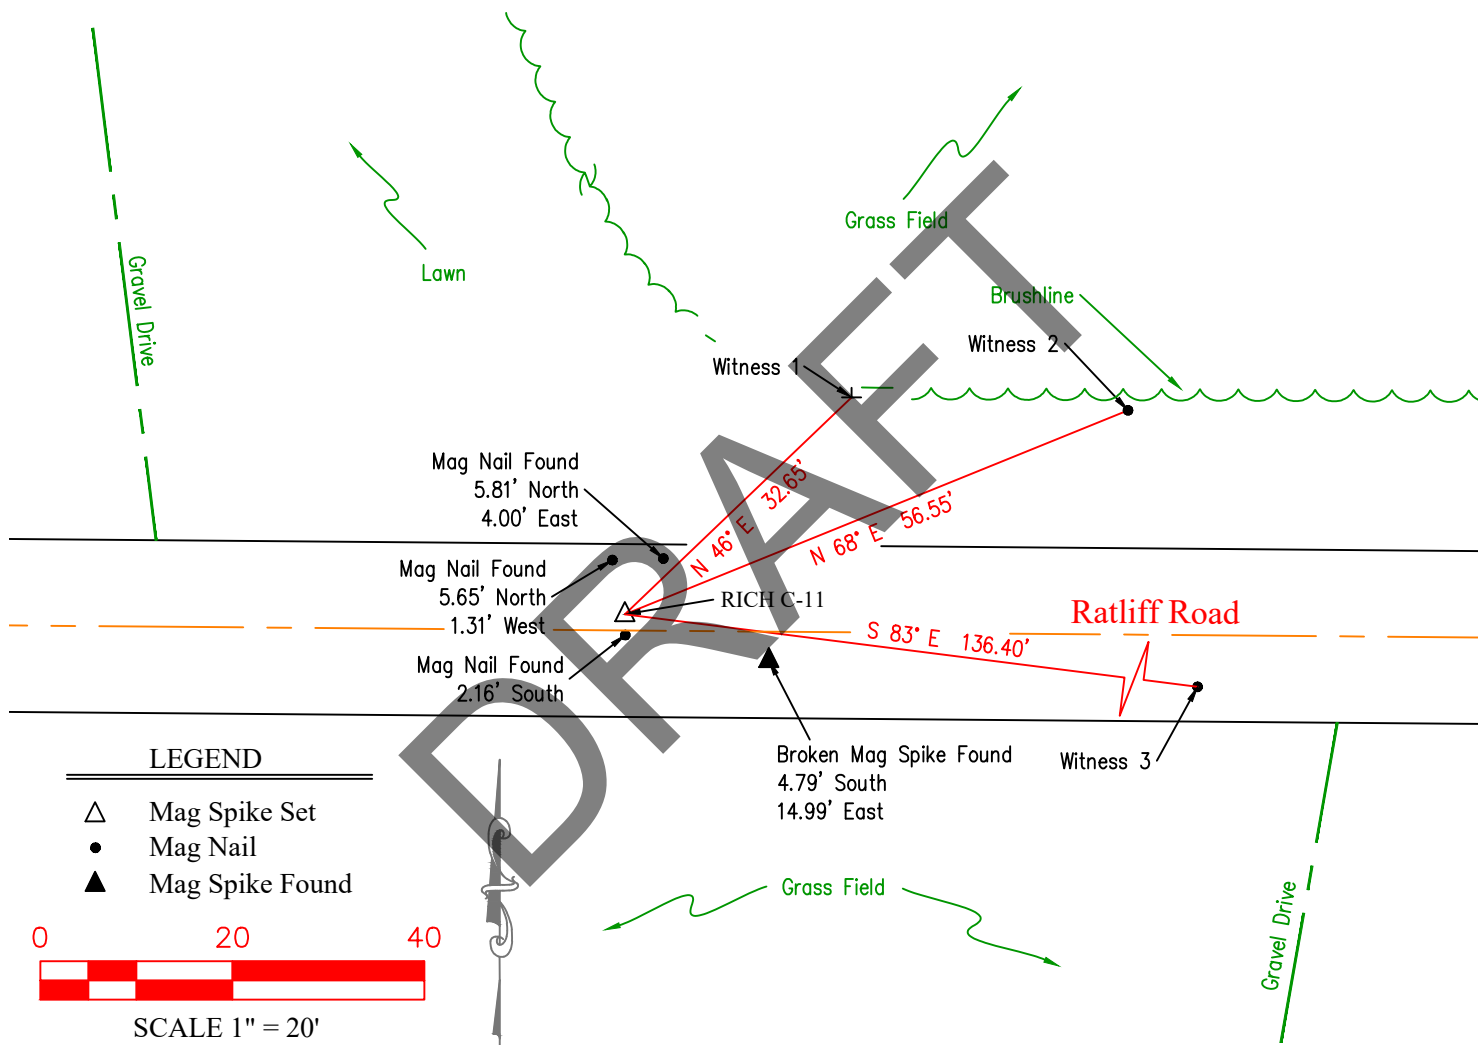 Grass Field
Lawn
Gravel Drive
Brushline
Witness 2
Witness 1
Mag Nail Found
5.81' North
4.00' East
N 46° E 32.65'
N 68° E 56.55'
Mag Nail Found
5.65' North
1.31' West
RICH C-11
Ratliff Road
S 83° E 136.40'
Mag Nail Found
2.16' South
Broken Mag Spike Found
4.79' South
14.99' East
Witness 3
LEGEND
Mag Spike Set
Mag Nail
Mag Spike Found
Grass Field
Gravel Drive
0 20 40
SCALE 1" = 20'
DRAFT